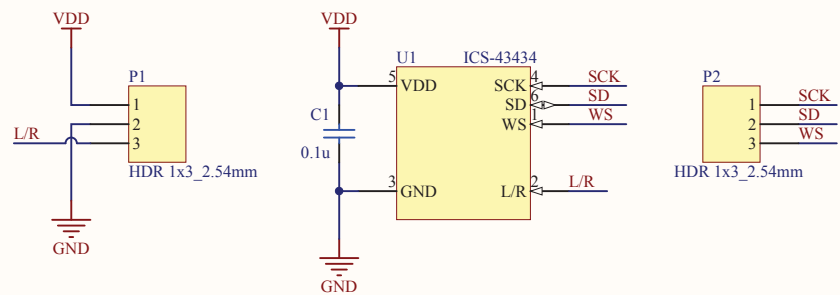 VDD
P1
1
2
3
L/R
HDR 1x3_2.54mm
GND
VDD
U1
ICS-43434
5
VDD
SCK
4
SCK
SD
6
SD
WS
1
WS
C1
0.1u
3
GND
L/R
2
L/R
GND
P2
1
SCK
2
SD
3
WS
HDR 1x3_2.54mm